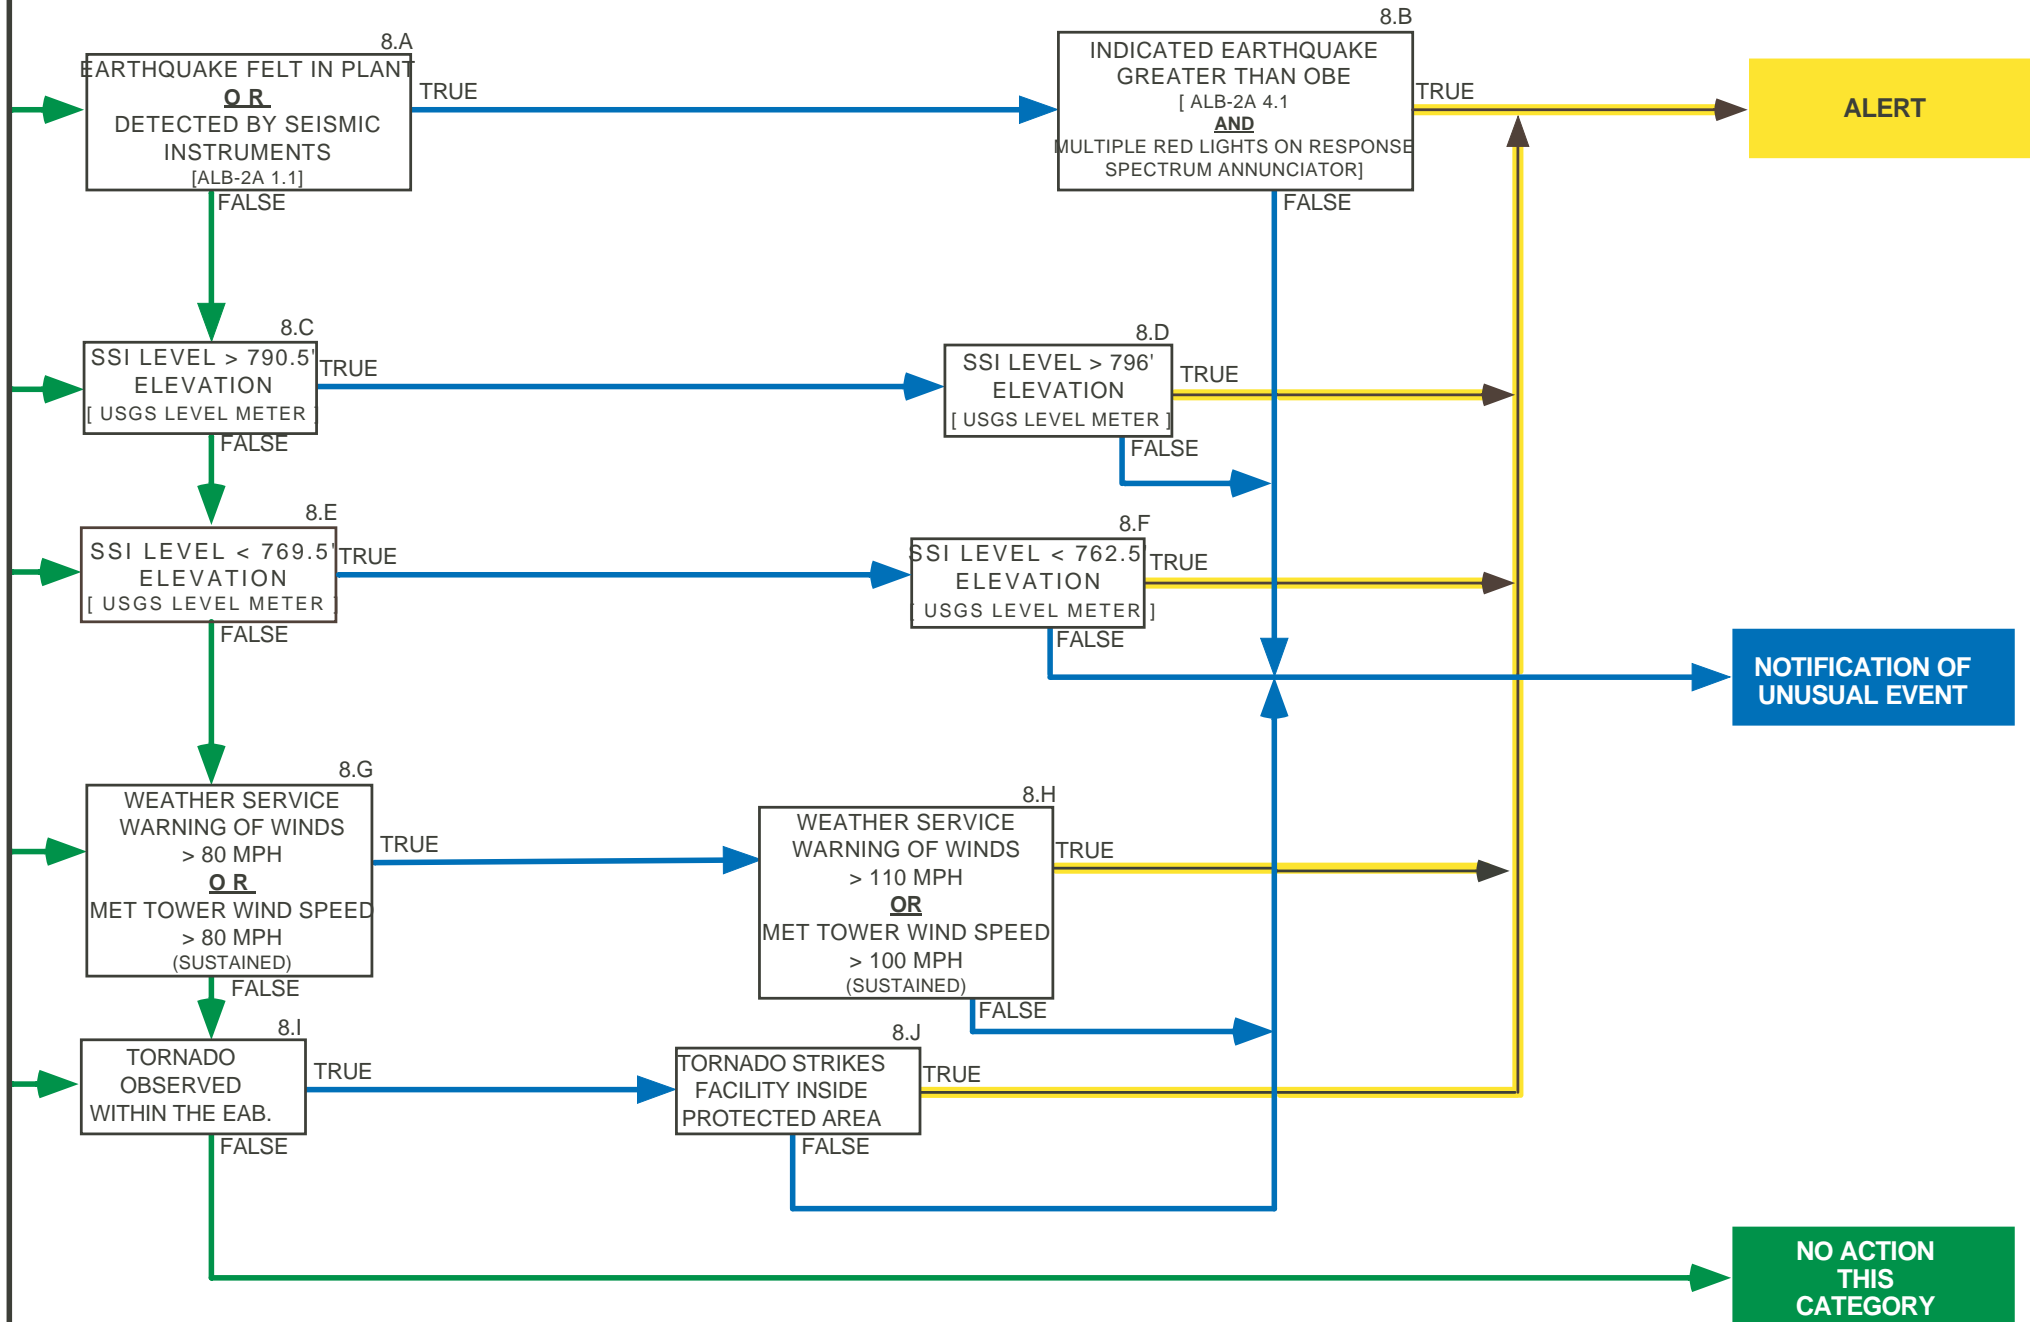 8.A
EARTHQUAKE FELT IN PLANT
O R
DETECTED BY SEISMIC
INSTRUMENTS
[ALB-2A 1.1]
TRUE
FALSE
8.B
INDICATED EARTHQUAKE
GREATER THAN OBE
[ ALB-2A 4.1
AND
MULTIPLE RED LIGHTS ON RESPONSE
SPECTRUM ANNUNCIATOR]
TRUE
FALSE
ALERT
8.C
SSI LEVEL > 790.5'
ELEVATION
[ USGS LEVEL METER ]
TRUE
FALSE
8.D
SSI LEVEL > 796'
ELEVATION
[ USGS LEVEL METER ]
TRUE
FALSE
8.E
SSI LEVEL < 769.5'
ELEVATION
[ USGS LEVEL METER ]
TRUE
FALSE
8.F
SSI LEVEL < 762.5'
ELEVATION
[ USGS LEVEL METER ]
TRUE
FALSE
NOTIFICATION OF
UNUSUAL EVENT
8.G
WEATHER SERVICE
WARNING OF WINDS
> 80 MPH
O R
MET TOWER WIND SPEED
> 80 MPH
(SUSTAINED)
TRUE
FALSE
8.H
WEATHER SERVICE
WARNING OF WINDS
> 110 MPH
OR
MET TOWER WIND SPEED
> 100 MPH
(SUSTAINED)
TRUE
FALSE
8.I
TORNADO
OBSERVED
WITHIN THE EAB.
TRUE
FALSE
8.J
TORNADO STRIKES
FACILITY INSIDE
PROTECTED AREA
TRUE
FALSE
NO ACTION
THIS
CATEGORY